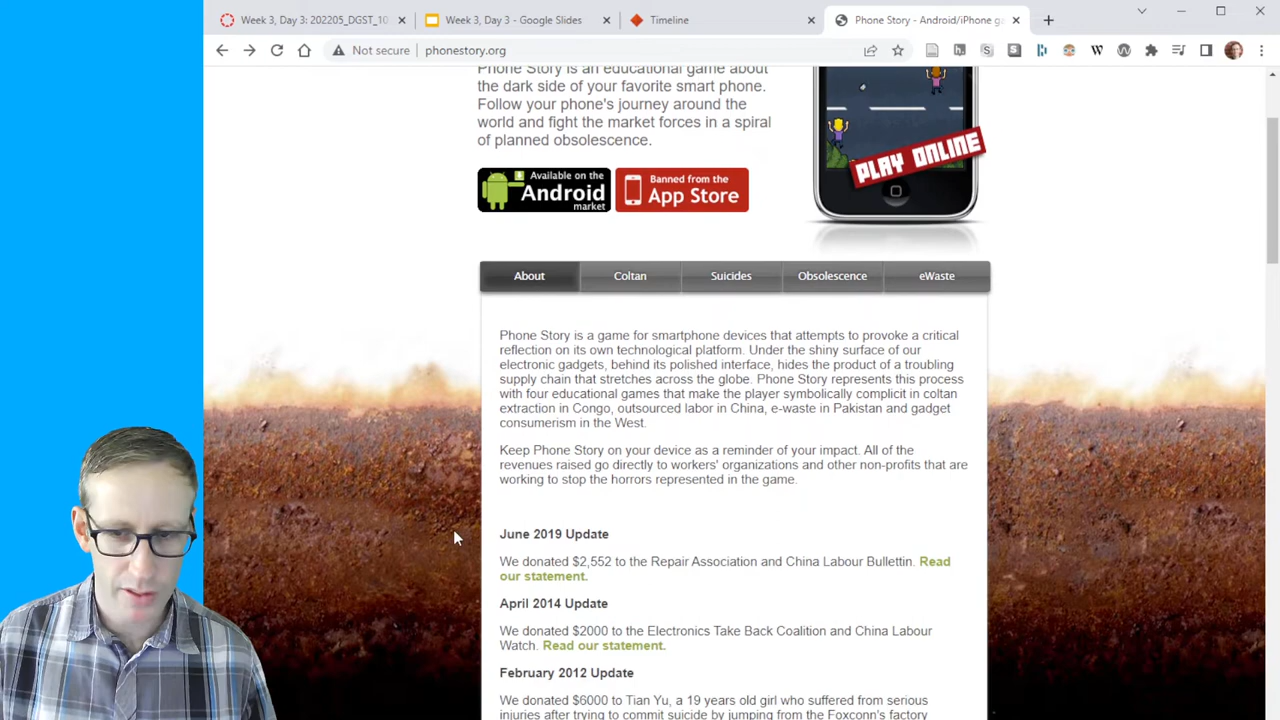 Week 3, Day 3: 202205_DGST_10
Week 3, Day 3 - Google Slides
Timeline
Phone Story - Android/iPhone ga
Not secure
phonestory.org
Phone Story is an educational game about
the dark side of your favorite smart phone.
Follow your phone's journey around the
world and fight the market forces in a spiral
of planned obsolescence.
PLAY ONLINE
Available on the
Android
market
Banned from the
App Store
About
Coltan
Suicides
Obsolescence
eWaste
Phone Story is a game for smartphone devices that attempts to provoke a critical
reflection on its own technological platform. Under the shiny surface of our
electronic gadgets, behind its polished interface, hides the product of a troubling
supply chain that stretches across the globe. Phone Story represents this process
with four educational games that make the player symbolically complicit in coltan
extraction in Congo, outsourced labor in China, e-waste in Pakistan and gadget
consumerism in the West.
Keep Phone Story on your device as a reminder of your impact. All of the
revenues raised go directly to workers' organizations and other non-profits that are
working to stop the horrors represented in the game.
June 2019 Update
We donated $2,552 to the Repair Association and China Labour Bullettin. Read
our statement.
April 2014 Update
We donated $2000 to the Electronics Take Back Coalition and China Labour
Watch. Read our statement.
February 2012 Update
We donated $6000 to Tian Yu, a 19 years old girl who suffered from serious
injuries after trying to commit suicide by jumping from the Foxconn's factory